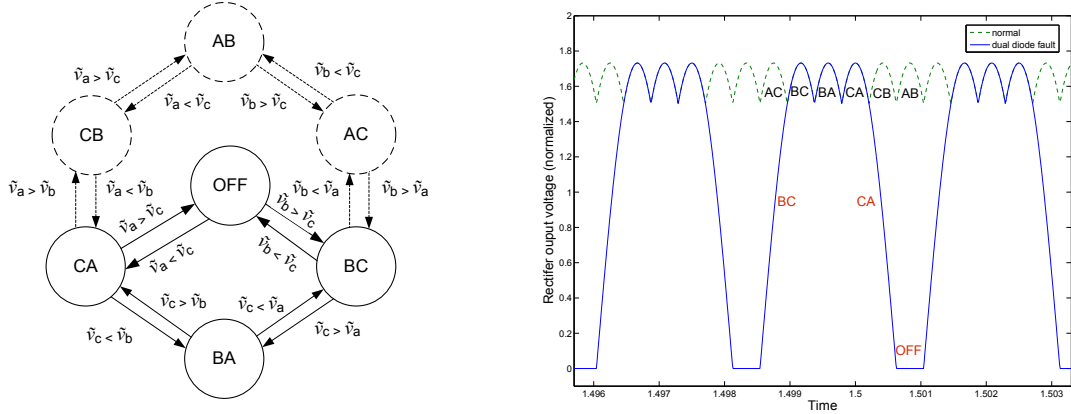 AB
ṽa > ṽc
ṽa < ṽc
ṽb < ṽc
ṽb > ṽc
CB
AC
ṽa > ṽb
ṽa < ṽb
OFF
ṽb < ṽa
ṽb > ṽa
ṽa > ṽc
ṽa < ṽc
ṽb > ṽc
ṽb < ṽc
CA
BC
ṽc > ṽb
ṽc < ṽa
ṽc < ṽb
ṽc > ṽa
BA
2
1.8
1.6
1.4
1.2
1
0.8
0.6
0.4
0.2
0
Rectifer ouput voltage (normalized)
normal
dual diode fault
AC BC BA CA CB AB
BC CA
OFF
1.496 1.497 1.498 1.499 1.5 1.501 1.502 1.503
Time